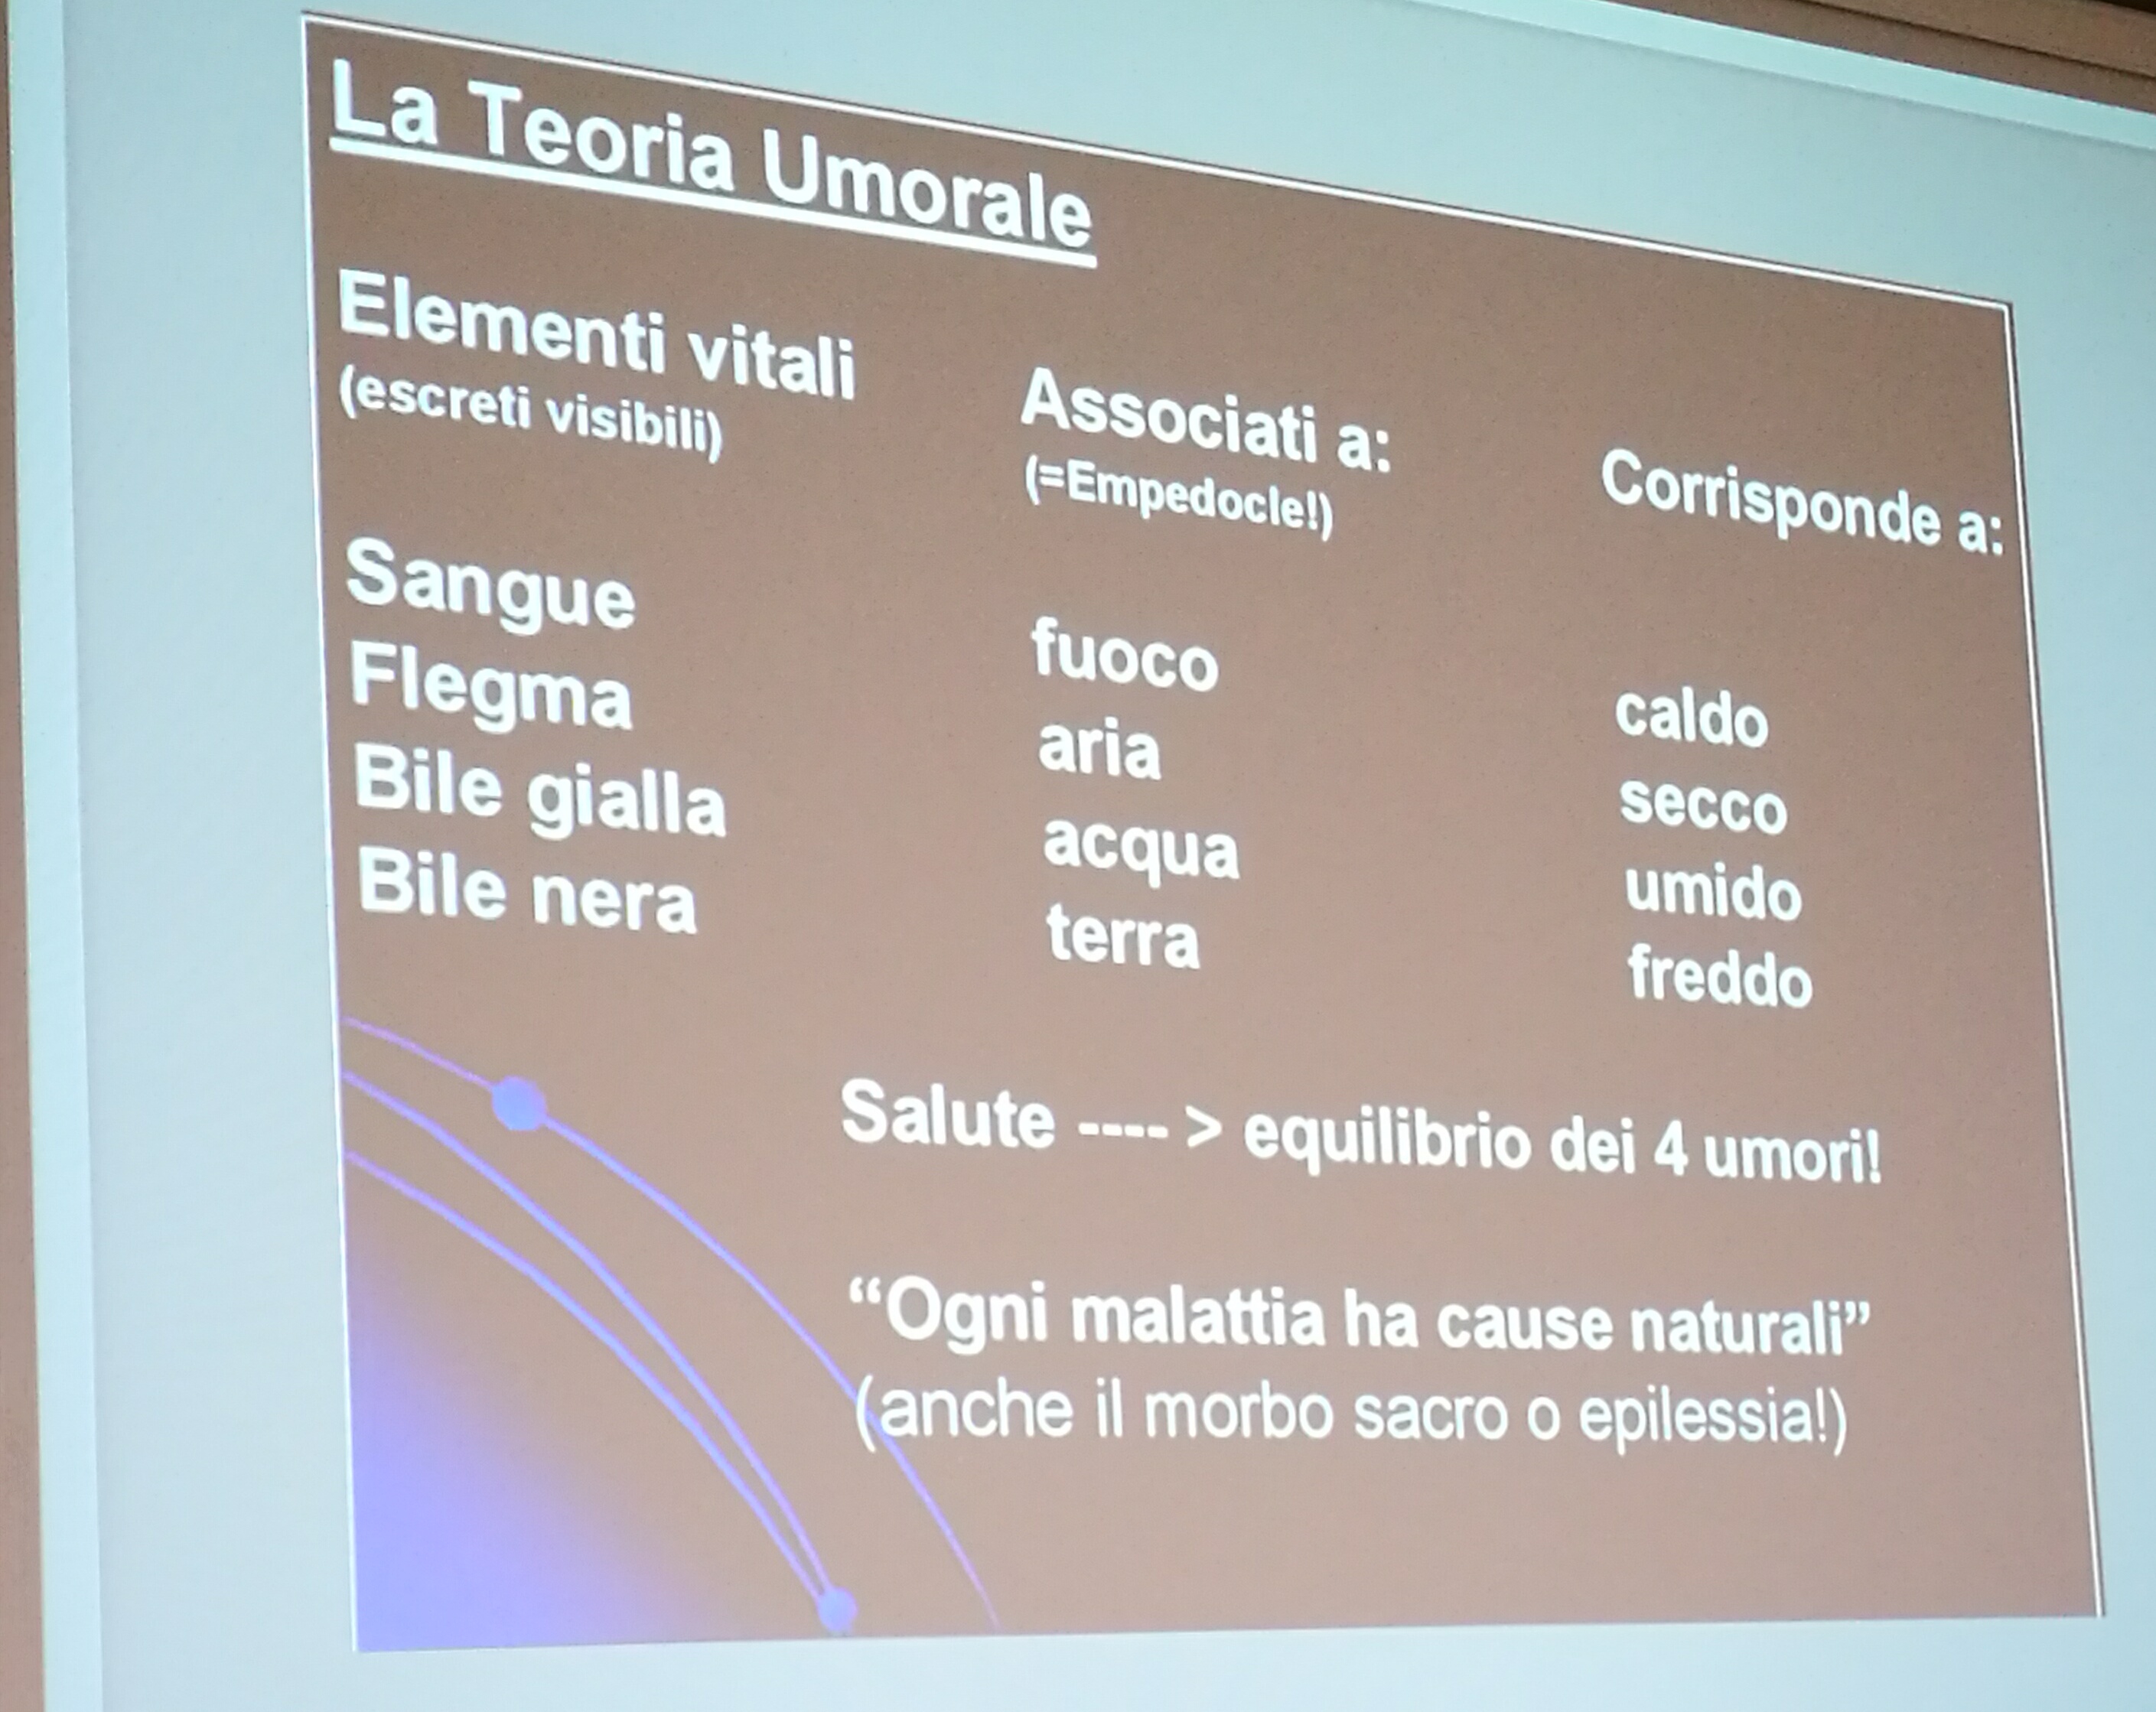 La Teoria Umorale
Elementi vitali
(escreti visibili)
Associati a:
(=Empedocle!)
Corrisponde a:
Sangue fuoco caldo
Flegma aria secco
Bile gialla acqua umido
Bile nera terra freddo
Salute ---- > equilibrio dei 4 umori!
“Ogni malattia ha cause naturali”
(anche il morbo sacro o epilessia!)